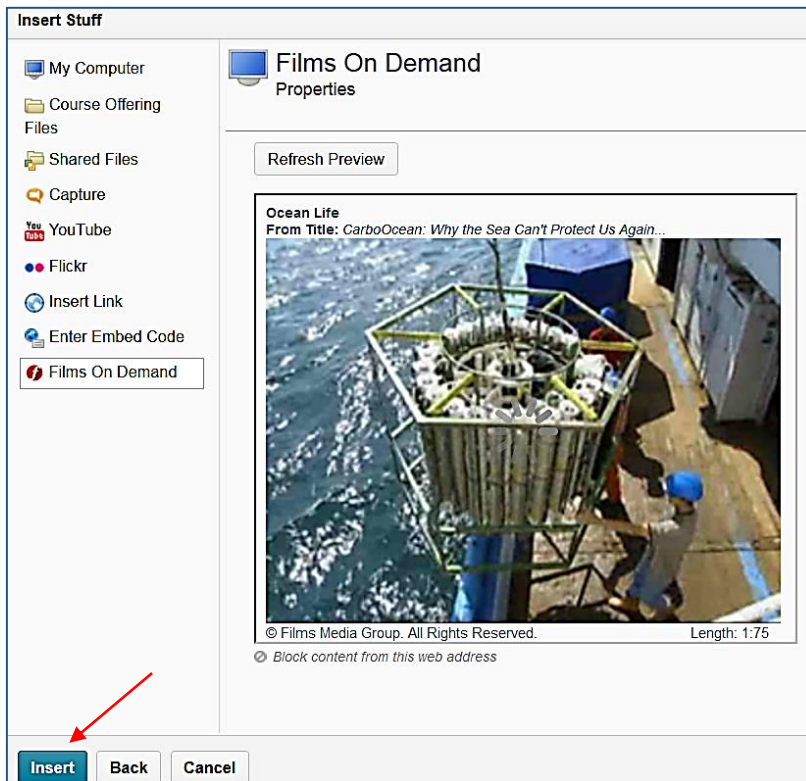 Insert Stuff
My Computer
Course Offering
Files
Shared Files
Capture
You Tube YouTube
Flickr
Insert Link
Enter Embed Code
Films On Demand
Films On Demand
Properties
Refresh Preview
Ocean Life
From Title: CarboOcean: Why the Sea Can't Protect Us Again...
© Films Media Group. All Rights Reserved. Length: 1:75
Block content from this web address
Insert Back Cancel